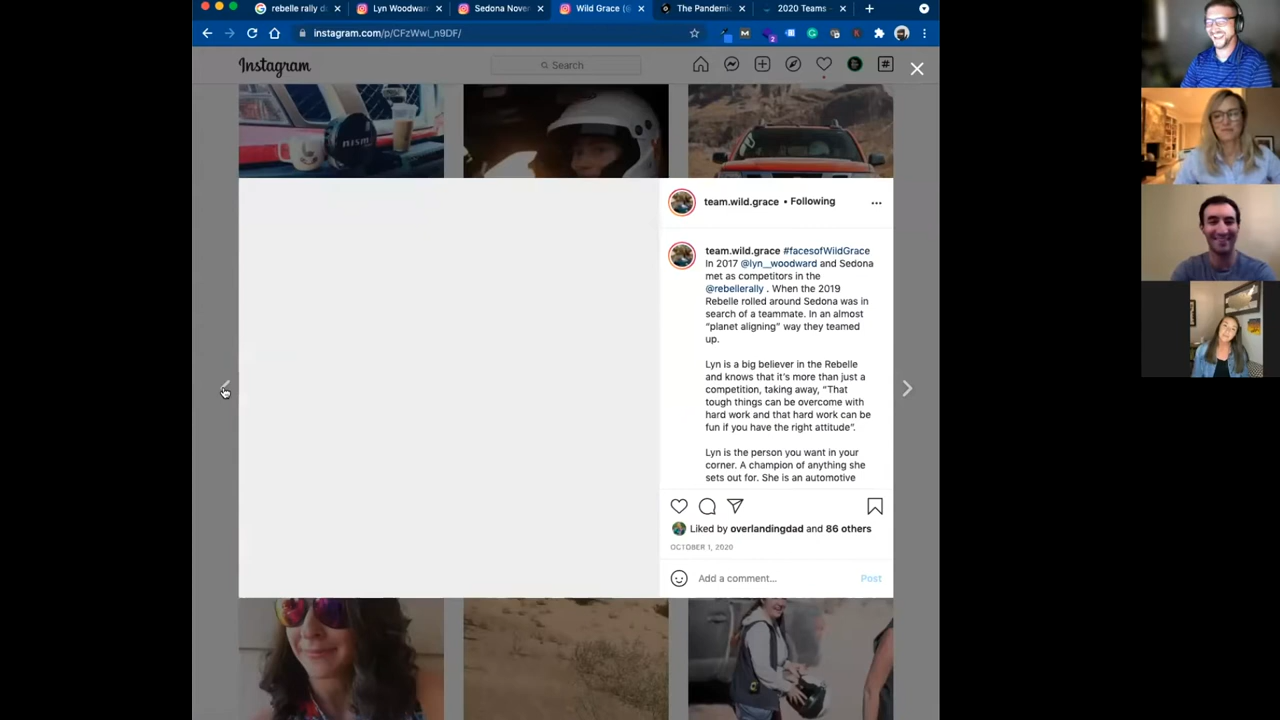 rebelle rally d
Lyn Woodward
Sedona Nover
Wild Grace (@
The Pandemic
2020 Teams
instagram.com/p/CFzWwI_n9DF/
Instagram
Search
nism
team.wild.grace • Following
team.wild.grace #facesofWildGrace
In 2017 @lyn__woodward and Sedona
met as competitors in the
@rebellerally . When the 2019
Rebelle rolled around Sedona was in
search of a teammate. In an almost
“planet aligning” way they teamed
up.
Lyn is a big believer in the Rebelle
and knows that it’s more than just a
competition, taking away, “That
tough things can be overcome with
hard work and that hard work can be
fun if you have the right attitude”.
Lyn is the person you want in your
corner. A champion of anything she
sets out for. She is an automotive
Liked by overlandingdad and 86 others
OCTOBER 1, 2020
Add a comment...
Post